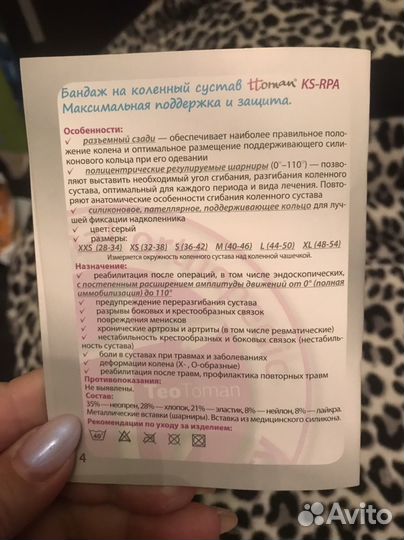 Бандаж на коленный сустав Ttoman® KS-RPA
Максимальная поддержка и защита.
Особенности:
✓ разъемный сзади — обеспечивает наиболее правильное поло-
жение колена и оптимальное размещение поддерживающего сили-
конового кольца при его одевании
✓ полицентрические регулируемые шарниры (0°–110°) — позво-
ляют выставить необходимый угол сгибания, разгибания коленного
сустава, оптимальный для каждого периода и вида лечения. Повто-
ряют анатомические особенности сгибания коленного сустава
✓ силиконовое, пателлярное, поддерживающее кольцо для луч-
шей фиксации надколенника
✓ цвет: серый
✓ размеры:
XXS (28-34) XS (32-38) S (36-42) M (40-46) L (44-50) XL (48-54)
Измеряется окружность коленного сустава над коленной чашечкой.
Назначение:
✓ реабилитация после операций, в том числе эндоскопических,
с постепенным расширением амплитуды движений от 0° (полная
иммобилизация) до 110°
✓ предупреждение переразгибания сустава
✓ разрывы боковых и крестообразных связок
✓ повреждения менисков
✓ хронические артрозы и артриты (в том числе ревматические)
✓ нестабильность крестообразных и боковых связок (нестабиль-
ность сустава)
✓ боли в суставах при травмах и заболеваниях
✓ деформации колена (Х- , О-образные)
✓ реабилитация после травм, профилактика повторных травм
TeoToman
Противопоказания:
Не выявлены.
Состав:
35% — неопрен, 28% — хлопок, 21% — эластик, 8% — нейлон, 8% — лайкра.
Металлические вставки (шарниры). Вставка из медицинского силикона.
Рекомендации по уходу за изделием:
40
4
Avito